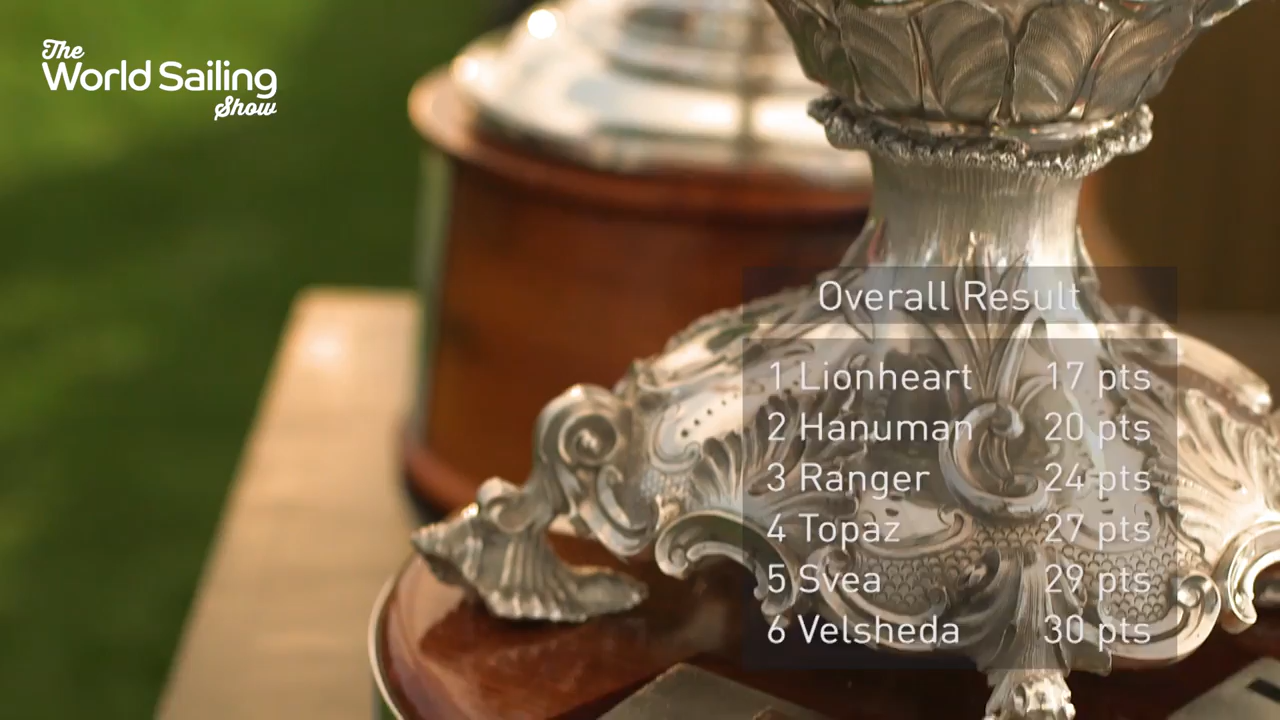 The
World Sailing
Show
Overall Result
1 Lionheart 17 pts
2 Hanuman 20 pts
3 Ranger 24 pts
4 Topaz 27 pts
5 Svea 29 pts
6 Velsheda 30 pts